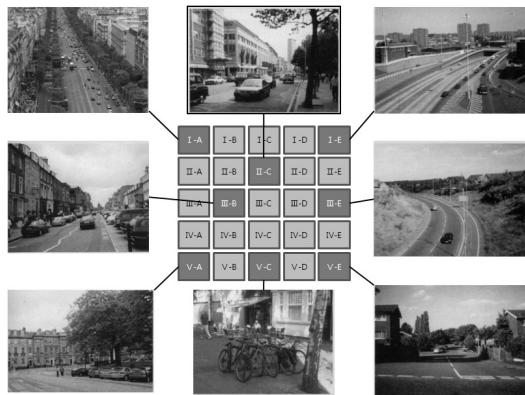 I-A I-B I-C I-D I-E
II-A II-B II-C II-D II-E
III-A III-B III-C III-D III-E
IV-A IV-B IV-C IV-D IV-E
V-A V-B V-C V-D V-E